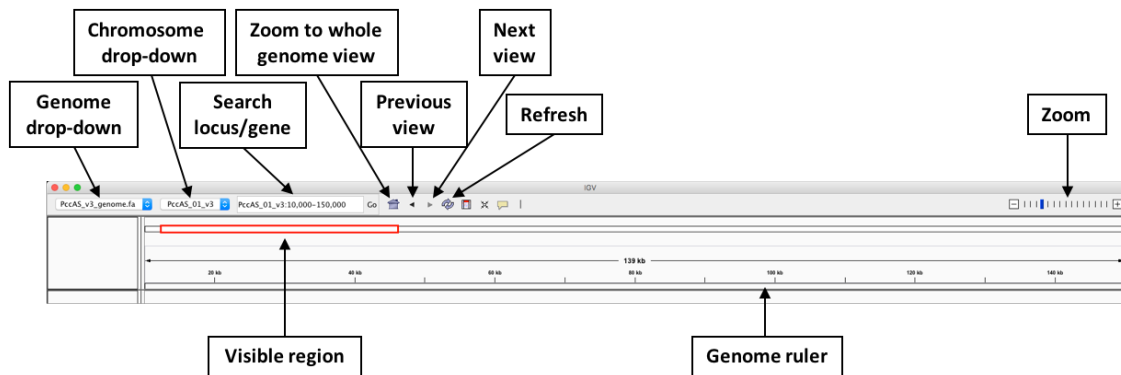 Chromosome
drop-down
Zoom to whole
genome view
Next
view
Genome
drop-down
Search
locus/gene
Previous
view
Refresh
Zoom
IGV
PccAS_v3_genome.fa
PccAS_01_v3
PccAS_01_v3:10,000-150,000
Go
139 kb
20 kb
40 kb
60 kb
80 kb
100 kb
120 kb
140 kb
Visible region
Genome ruler